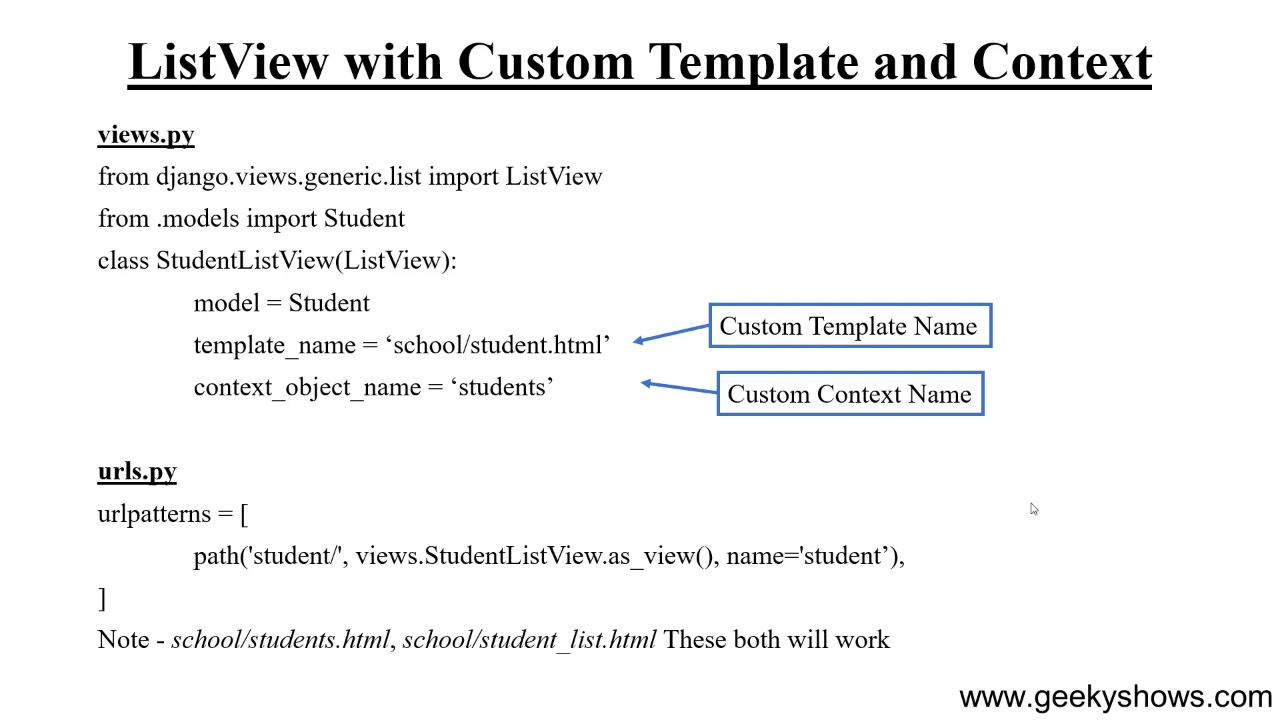 ListView with Custom Template and Context
views.py
from django.views.generic.list import ListView
from .models import Student
class StudentListView(ListView):
model = Student
template_name = ‘school/student.html’
Custom Template Name
context_object_name = ‘students’
Custom Context Name
urls.py
urlpatterns = [
path('student/', views.StudentListView.as_view(), name='student’),
]
Note - school/students.html, school/student_list.html These both will work
www.geekyshows.com